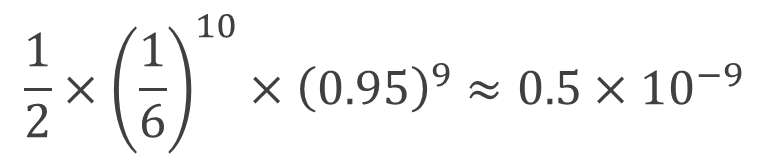 1/2 × (1/6)^10 × (0.95)^9 ≈ 0.5 × 10^−9